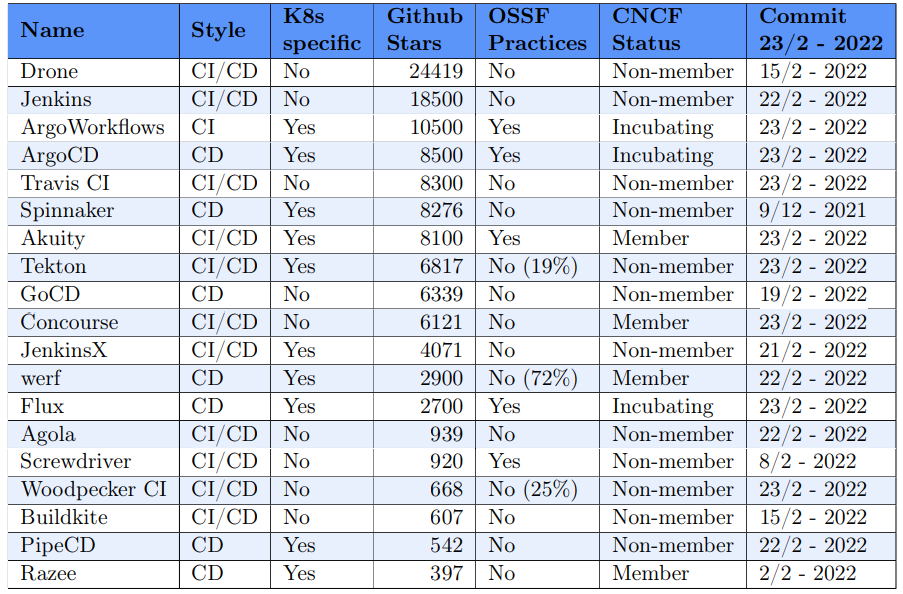 Name Style K8s specific Github Stars OSSF Practices CNCF Status Commit 23/2 - 2022
Drone CI/CD No 24419 No Non-member 15/2 - 2022
Jenkins CI/CD No 18500 No Non-member 22/2 - 2022
ArgoWorkflows CI Yes 10500 Yes Incubating 23/2 - 2022
ArgoCD CD Yes 8500 Yes Incubating 23/2 - 2022
Travis CI CI/CD No 8300 No Non-member 23/2 - 2022
Spinnaker CD Yes 8276 No Non-member 9/12 - 2021
Akuity CI/CD Yes 8100 Yes Member 23/2 - 2022
Tekton CI/CD Yes 6817 No (19%) Non-member 23/2 - 2022
GoCD CD No 6339 No Non-member 19/2 - 2022
Concourse CI/CD No 6121 No Member 23/2 - 2022
JenkinsX CI/CD Yes 4071 No Non-member 21/2 - 2022
werf CD Yes 2900 No (72%) Member 22/2 - 2022
Flux CD Yes 2700 Yes Incubating 23/2 - 2022
Agola CI/CD No 939 No Non-member 22/2 - 2022
Screwdriver CI/CD No 920 Yes Non-member 8/2 - 2022
Woodpecker CI CI/CD No 668 No (25%) Non-member 23/2 - 2022
Buildkite CI/CD No 607 No Non-member 15/2 - 2022
PipeCD CD Yes 542 No Non-member 22/2 - 2022
Razee CD Yes 397 No Member 2/2 - 2022